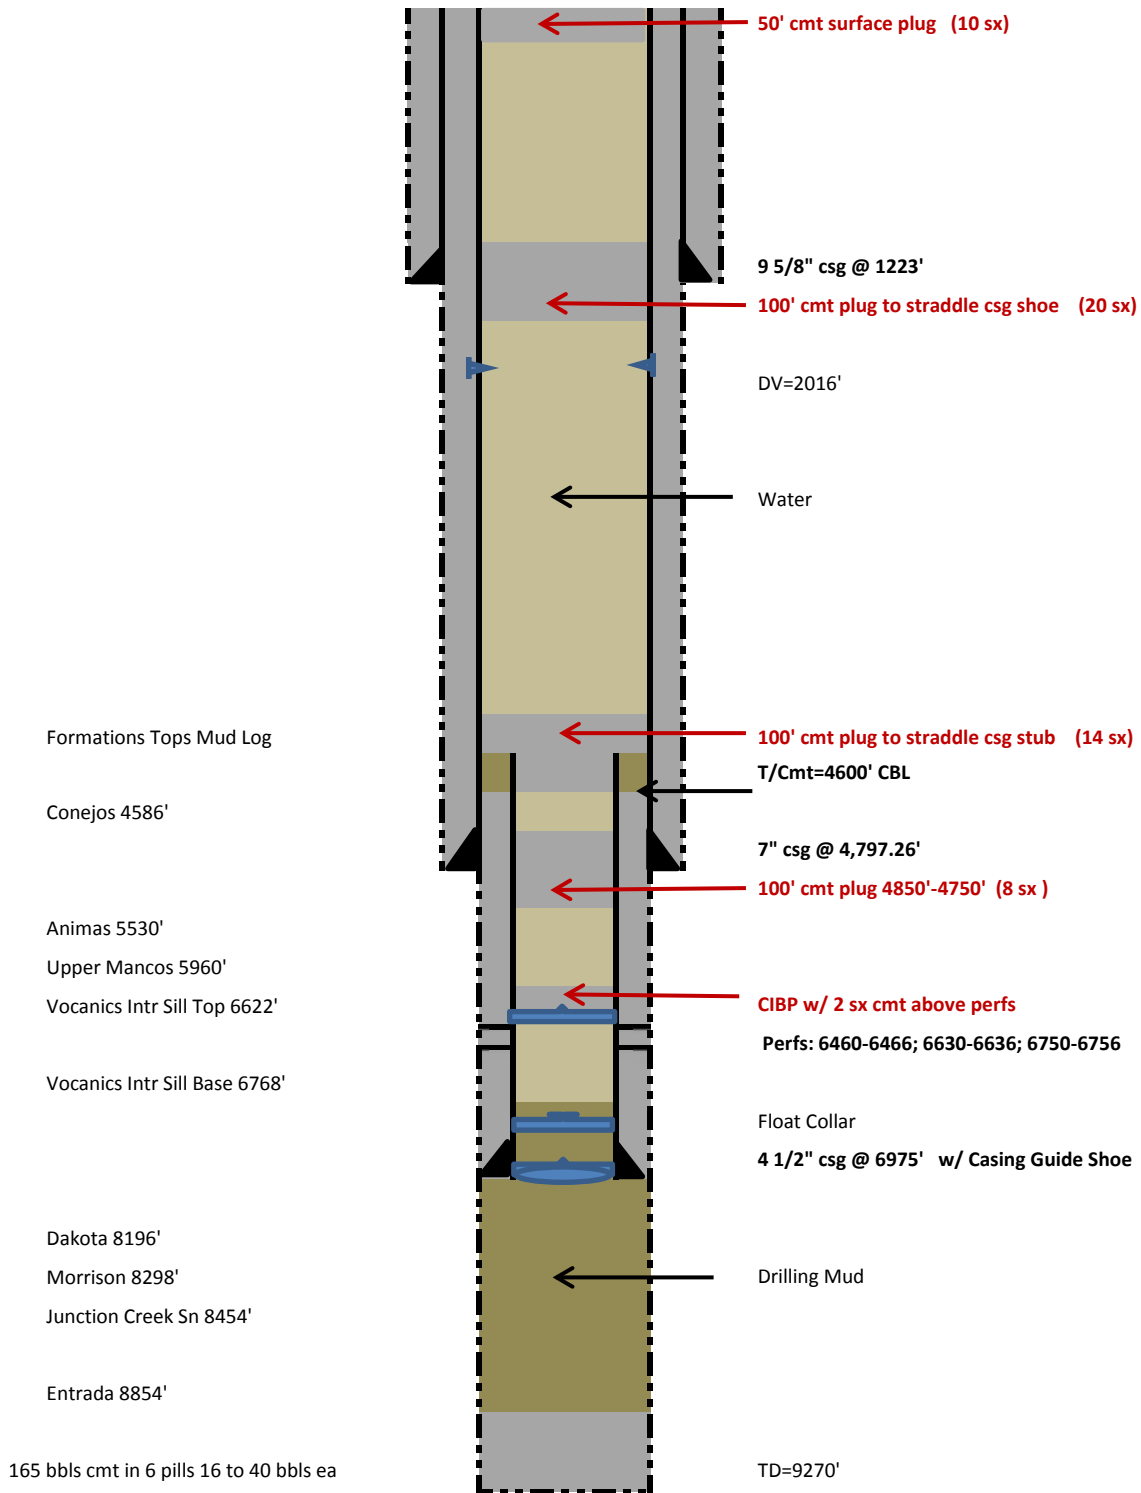 50' cmt surface plug (10 sx)
9 5/8" csg @ 1223'
100' cmt plug to straddle csg shoe (20 sx)
DV=2016'
Water
Formations Tops Mud Log
100' cmt plug to straddle csg stub (14 sx)
T/Cmt=4600' CBL
Conejos 4586'
7" csg @ 4,797.26'
100' cmt plug 4850'-4750' (8 sx )
Animas 5530'
Upper Mancos 5960'
Vocanics Intr Sill Top 6622'
CIBP w/ 2 sx cmt above perfs
Perfs: 6460-6466; 6630-6636; 6750-6756
Vocanics Intr Sill Base 6768'
Float Collar
4 1/2" csg @ 6975' w/ Casing Guide Shoe
Dakota 8196'
Morrison 8298'
Drilling Mud
Junction Creek Sn 8454'
Entrada 8854'
165 bbls cmt in 6 pills 16 to 40 bbls ea
TD=9270'